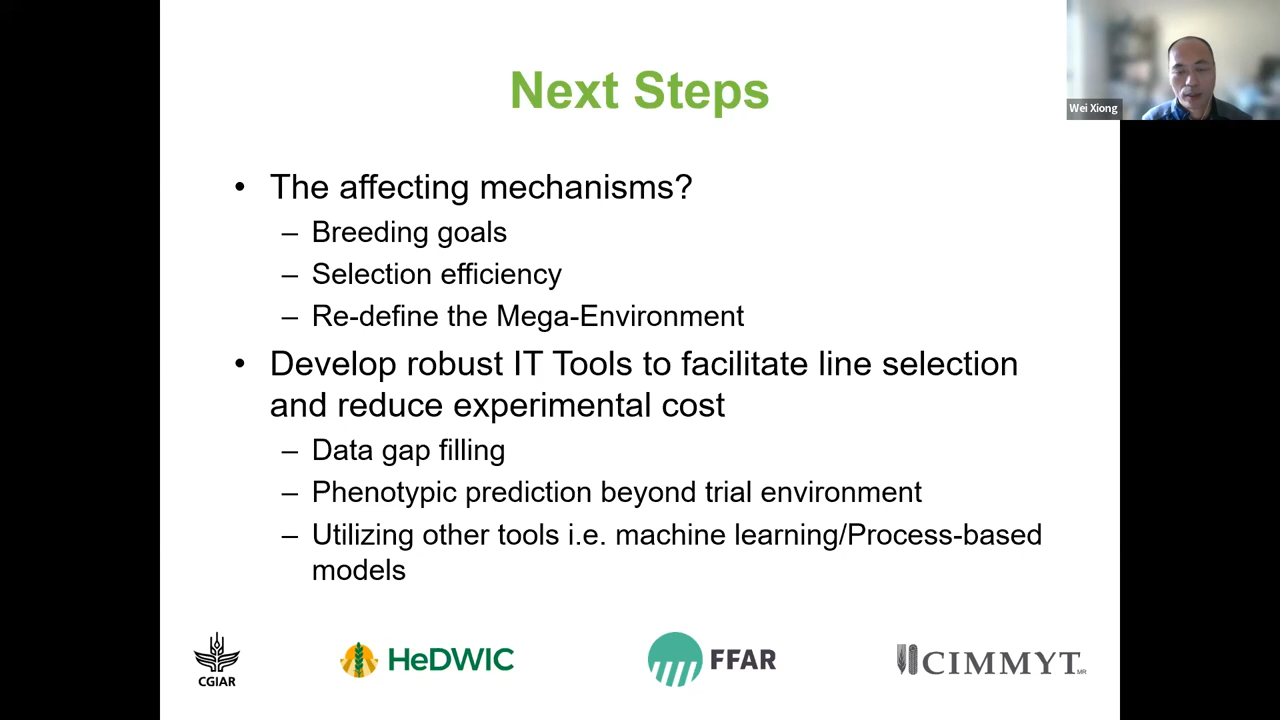 Next Steps
Wei Xiong
• The affecting mechanisms?
– Breeding goals
– Selection efficiency
– Re-define the Mega-Environment
• Develop robust IT Tools to facilitate line selection
and reduce experimental cost
– Data gap filling
– Phenotypic prediction beyond trial environment
– Utilizing other tools i.e. machine learning/Process-based
models
CGIAR
HeDWIC
FFAR
CIMMYT MR